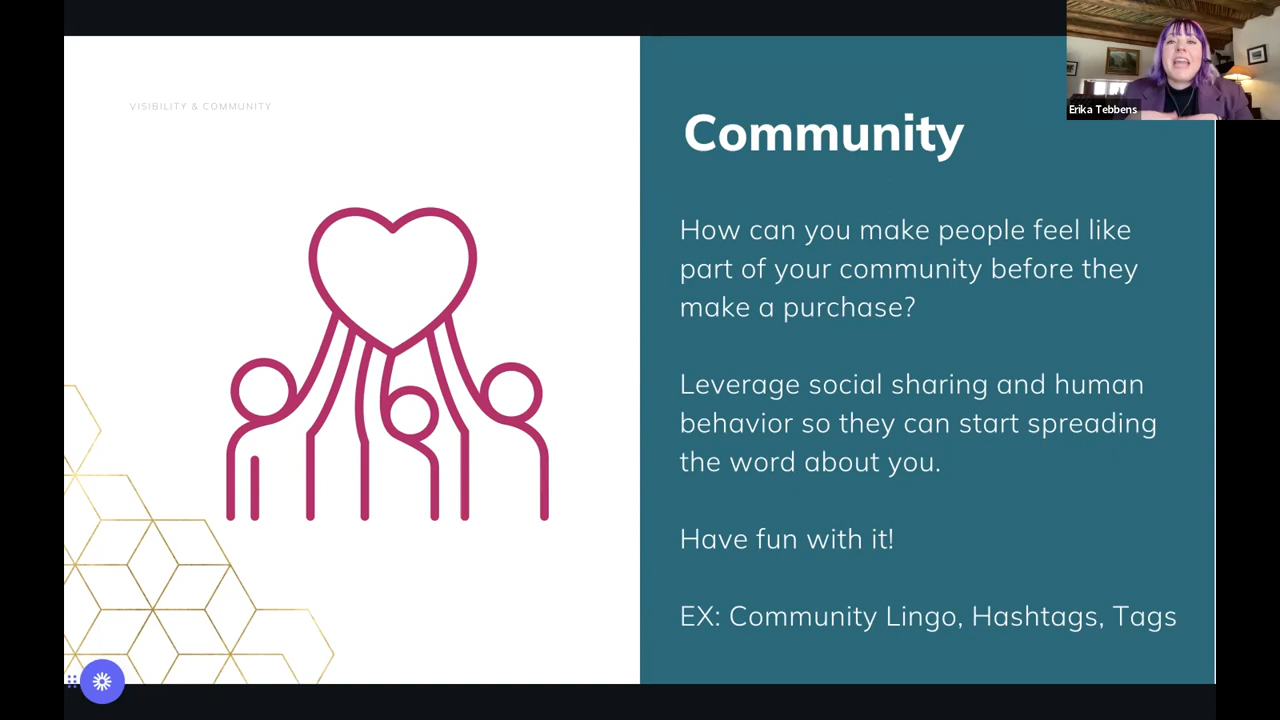 VISIBILITY & COMMUNITY
Community
How can you make people feel like
part of your community before they
make a purchase?
Leverage social sharing and human
behavior so they can start spreading
the word about you.
Have fun with it!
EX: Community Lingo, Hashtags, Tags
Erika Tebbens